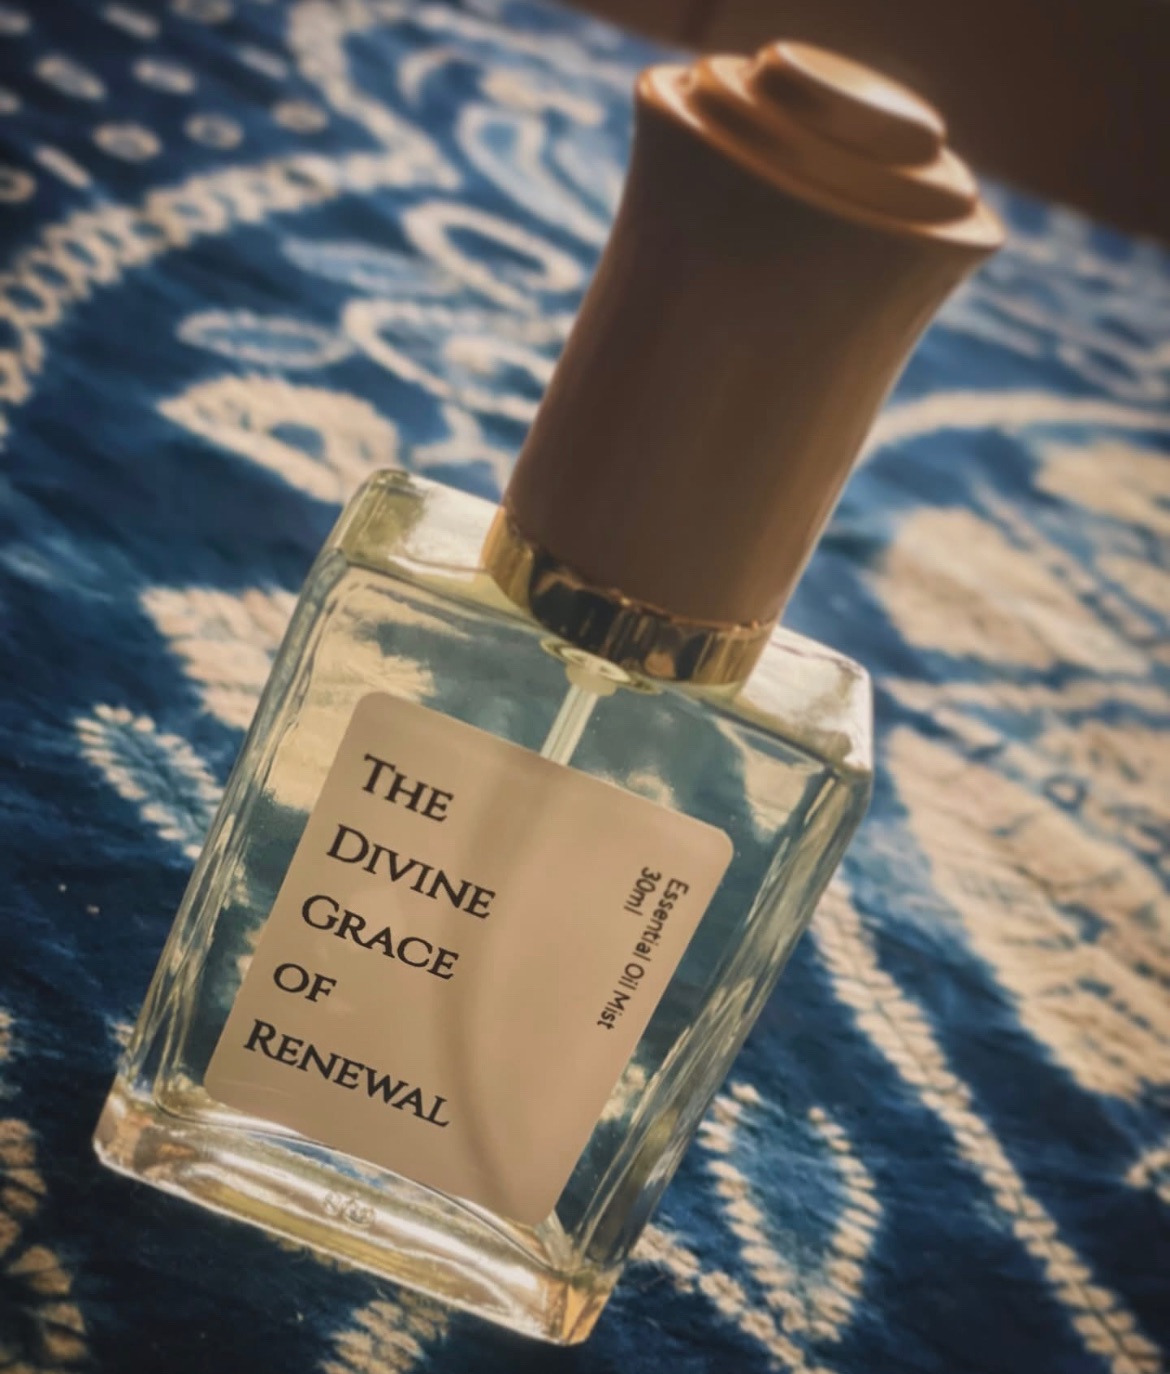 The
Divine
Grace
of
Renewal
Essential Oil Mist
30ml